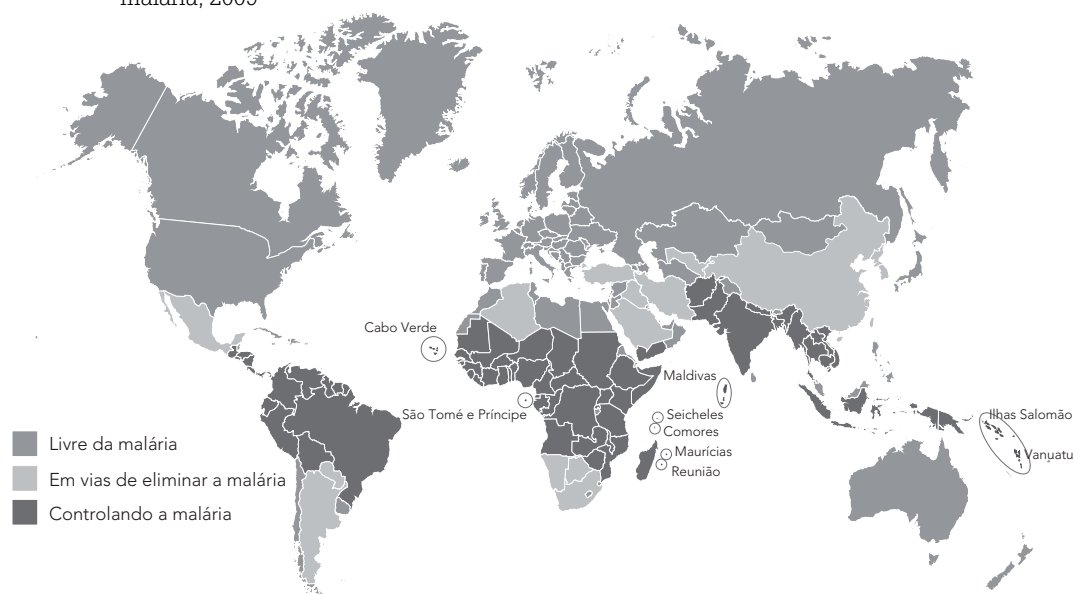 malária, 2009
Cabo Verde
Maldivas
São Tomé e Príncipe
Seicheles
Comores
Ilhas Salomão
Maurícias
Reunião
Vanuatu
Livre da malária
Em vias de eliminar a malária
Controlando a malária